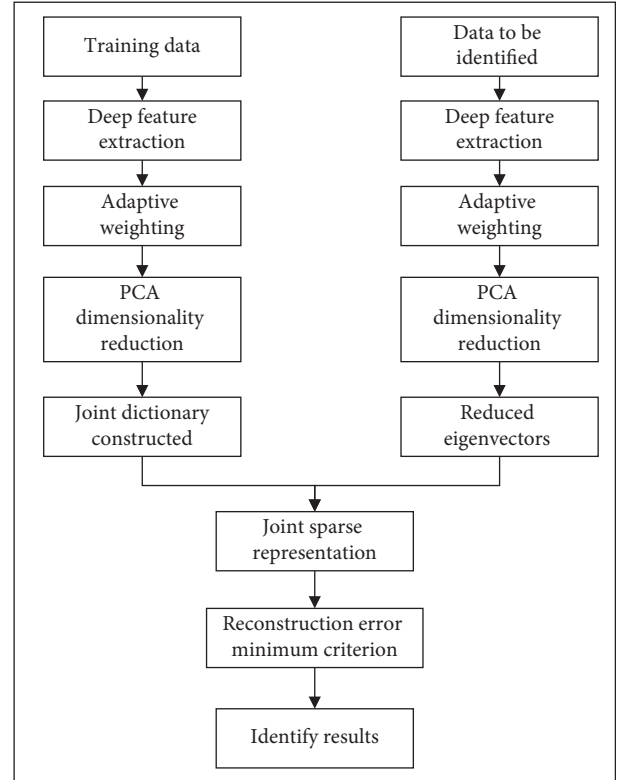 Training data
Data to be
identified
Deep feature
extraction
Deep feature
extraction
Adaptive
weighting
Adaptive
weighting
PCA
dimensionality
reduction
PCA
dimensionality
reduction
Joint dictionary
constructed
Reduced
eigenvectors
Joint sparse
representation
Reconstruction error
minimum criterion
Identify results